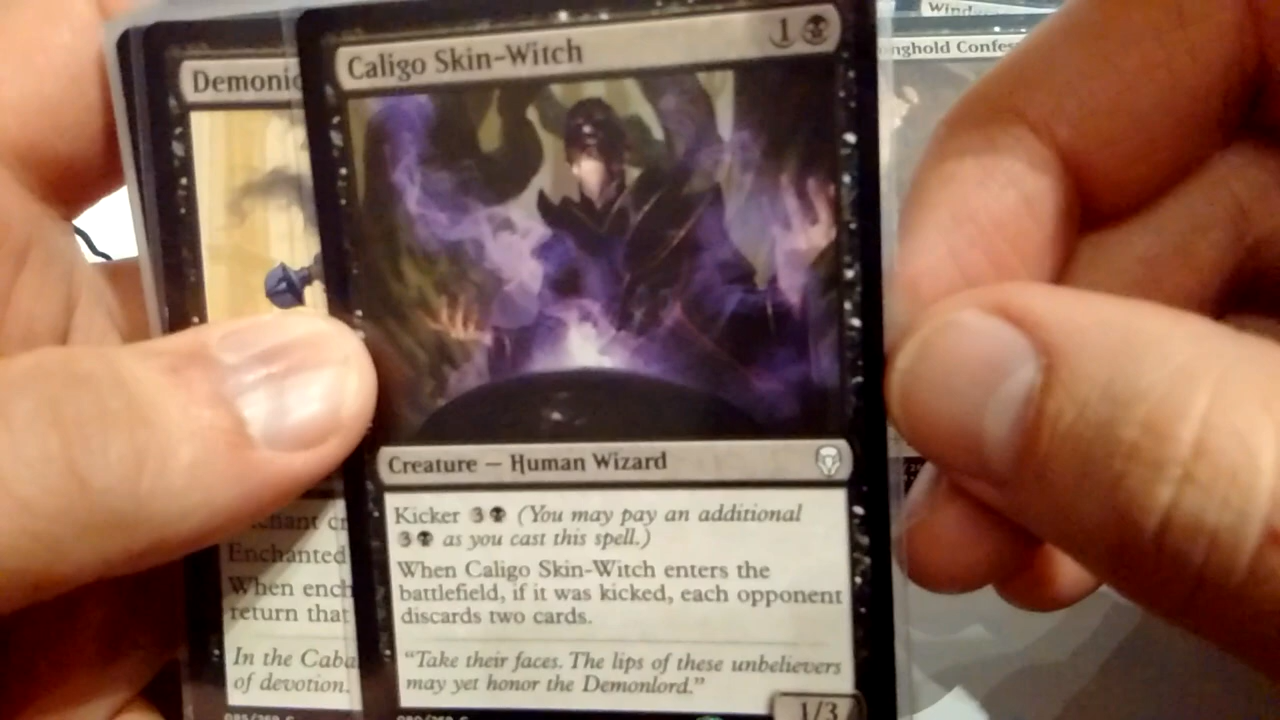 Caligo Skin-Witch 1
Creature — Human Wizard
Kicker 3 (You may pay an additional
3 as you cast this spell.)
When Caligo Skin-Witch enters the
battlefield, if it was kicked, each opponent
discards two cards.
"Take their faces. The lips of these unbelievers
may yet honor the Demonlord."
1/3
Demonic
Enchanted
When ench
return that
In the Caba
of devotion.
nghold Confes
Wind